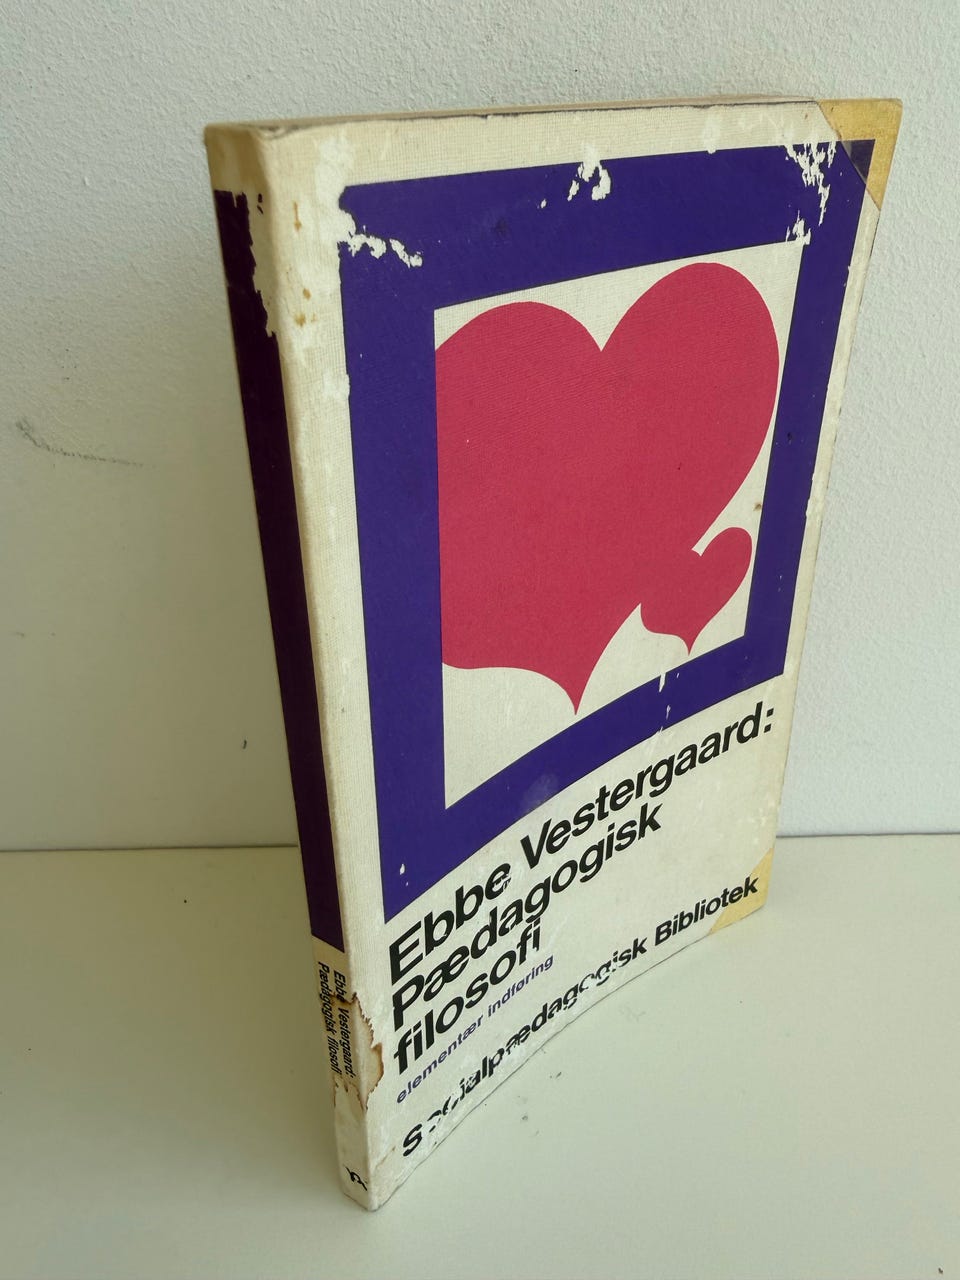 Ebbe Vestergaard:
Pædagogisk
filosofi
elementær indføring
socialpædagogisk Bibliotek
Ebbe Vestergaard:
Pædagogisk filosofi